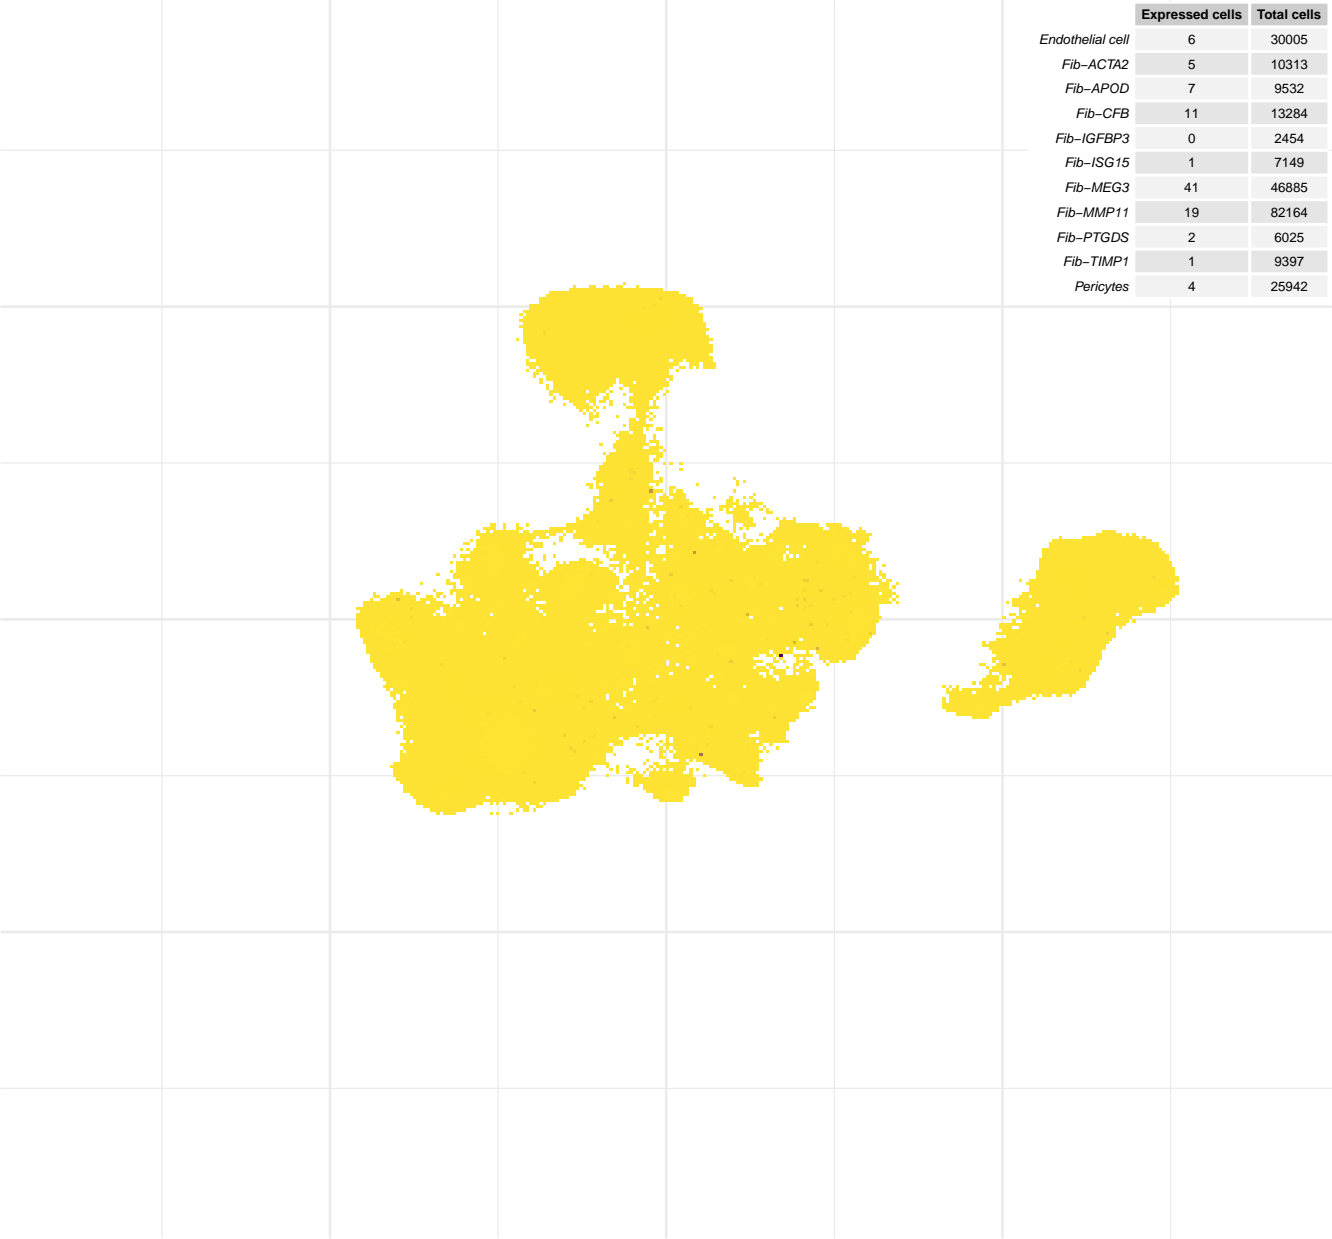 Expressed cells Total cells
Endothelial cell 6 30005
Fib−ACTA2 5 10313
Fib−APOD 7 9532
Fib−CFB 11 13284
Fib−IGFBP3 0 2454
Fib−ISG15 1 7149
Fib−MEG3 41 46885
Fib−MMP11 19 82164
Fib−PTGDS 2 6025
Fib−TIMP1 1 9397
Pericytes 4 25942